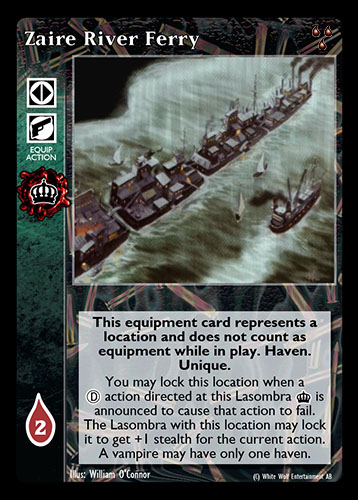 Zaire River Ferry
EQUIP
ACTION
This equipment card represents a
location and does not count as
equipment while in play. Haven.
Unique.
You may lock this location when a
Ⓓ action directed at this Lasombra is
announced to cause that action to fail.
The Lasombra with this location may lock
it to get +1 stealth for the current action.
A vampire may have only one haven.
2
Illus: William O'Connor
(C) White Wolf Entertainment AB